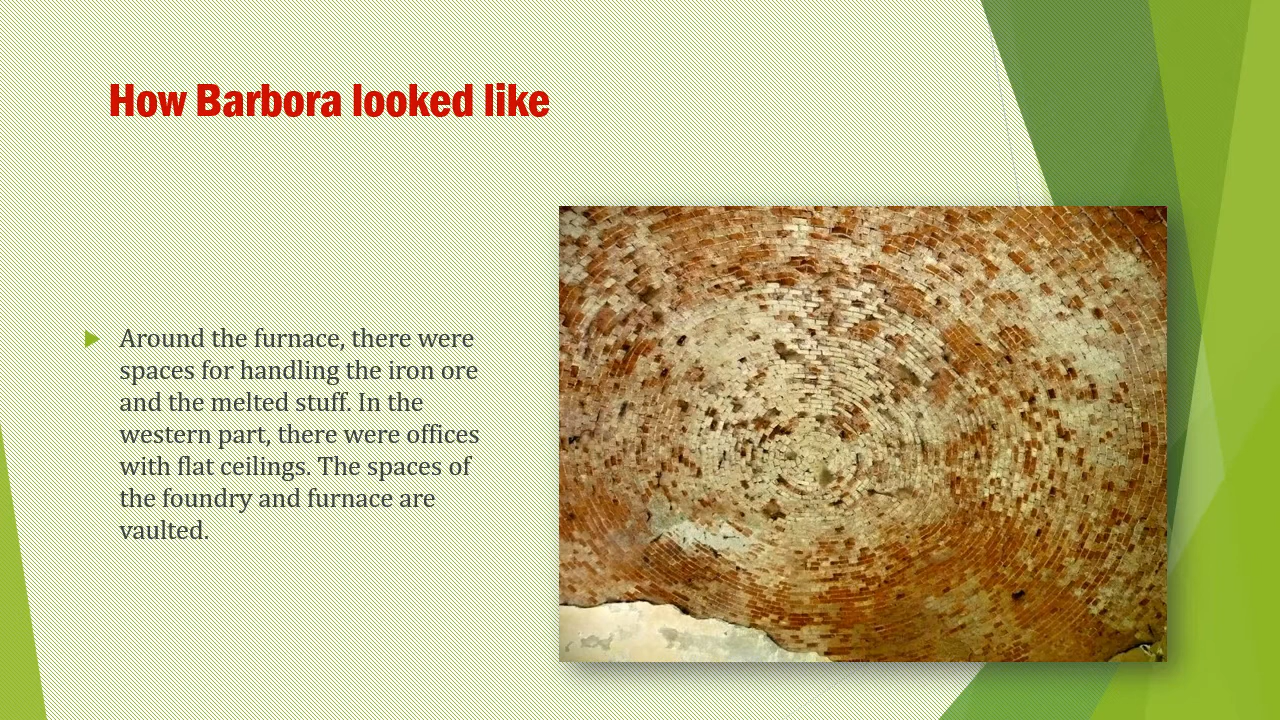 How Barbora looked like
Around the furnace, there were
spaces for handling the iron ore
and the melted stuff. In the
western part, there were offices
with flat ceilings. The spaces of
the foundry and furnace are
vaulted.